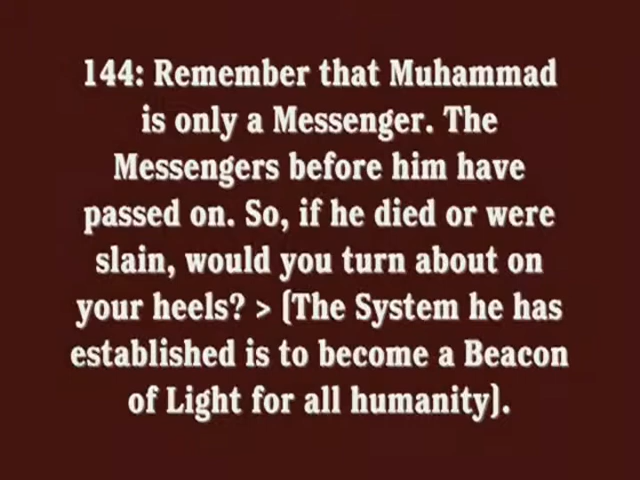 144: Remember that Muhammad
is only a Messenger. The
Messengers before him have
passed on. So, if he died or were
slain, would you turn about on
your heels? > (The System he has
established is to become a Beacon
of Light for all humanity).